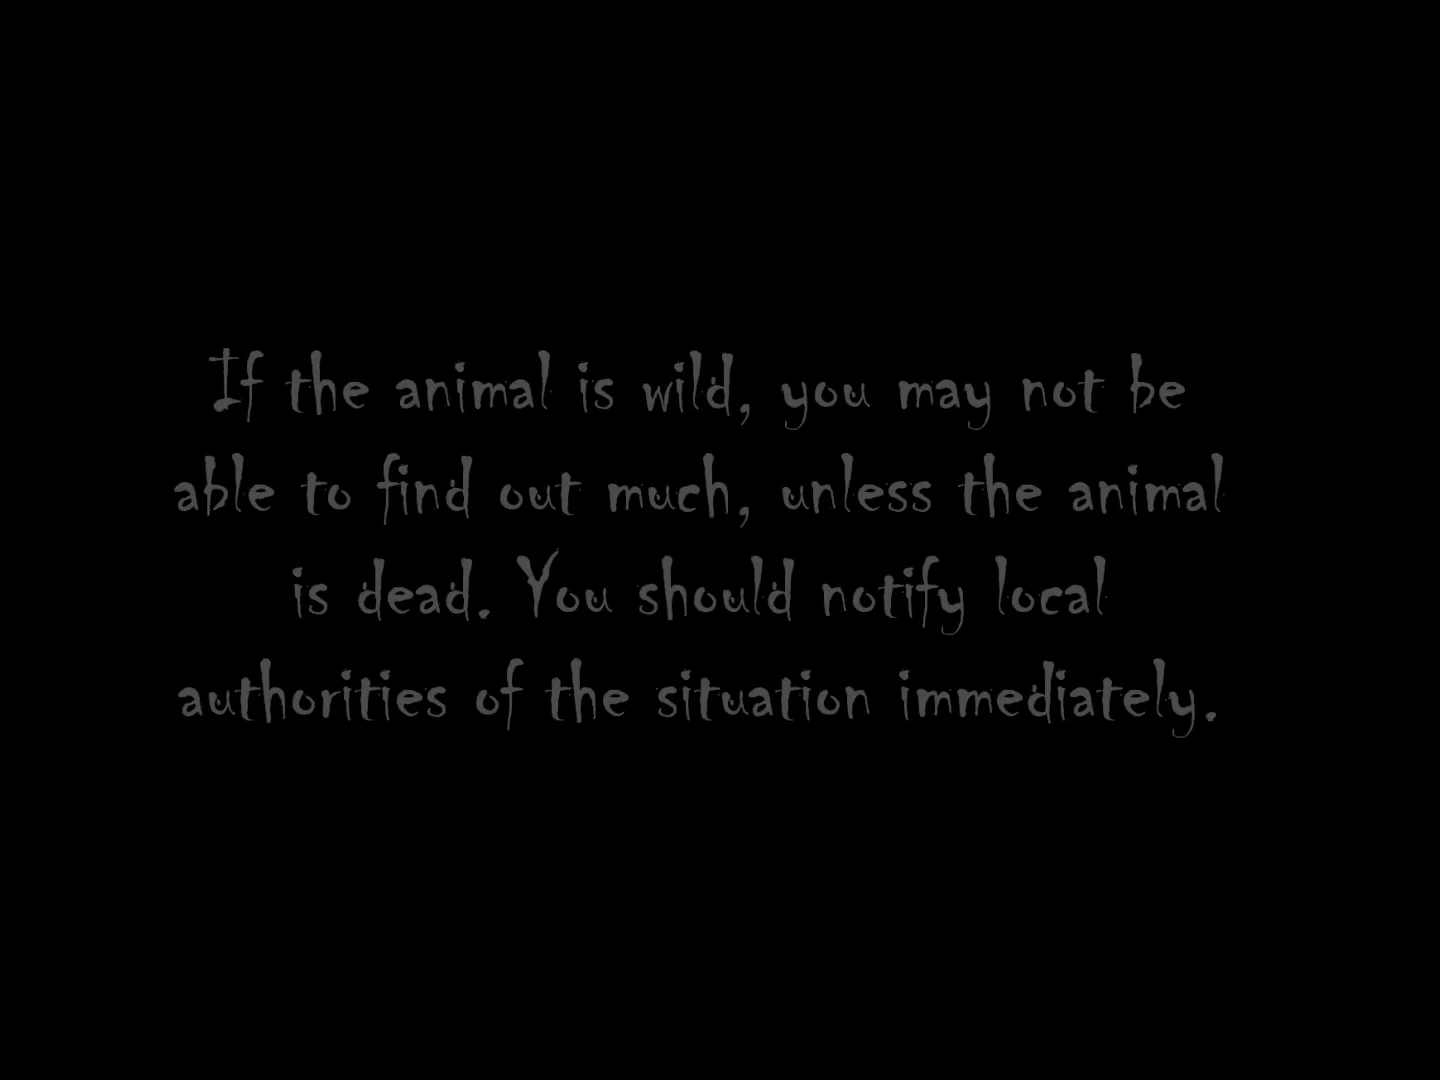 If the animal is wild, you may not be
able to find out much, unless the animal
is dead. You should notify local
authorities of the situation immediately.